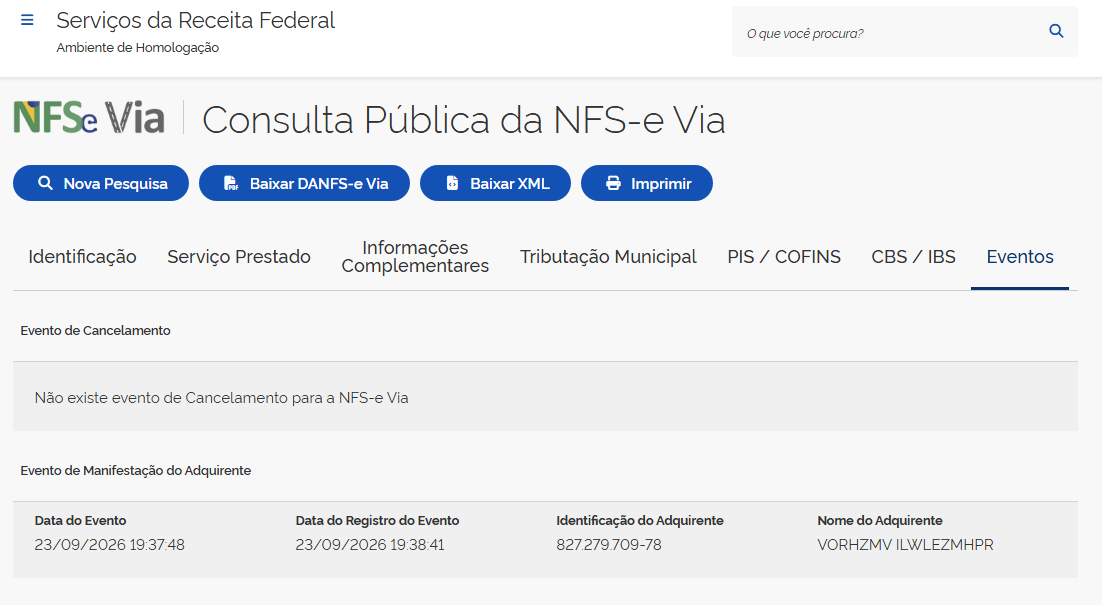 Serviços da Receita Federal
Ambiente de Homologação
O que você procura?
NFSe Via
Consulta Pública da NFS-e Via
Nova Pesquisa
Baixar DANFS-e Via
Baixar XML
Imprimir
Identificação
Serviço Prestado
Informações
Complementares
Tributação Municipal
PIS / COFINS
CBS / IBS
Eventos
Evento de Cancelamento
Não existe evento de Cancelamento para a NFS-e Via
Evento de Manifestação do Adquirente
Data do Evento
23/09/2026 19:37:48
Data do Registro do Evento
23/09/2026 19:38:41
Identificação do Adquirente
827.279.709-78
Nome do Adquirente
VORHZMV ILWLEZMHPR